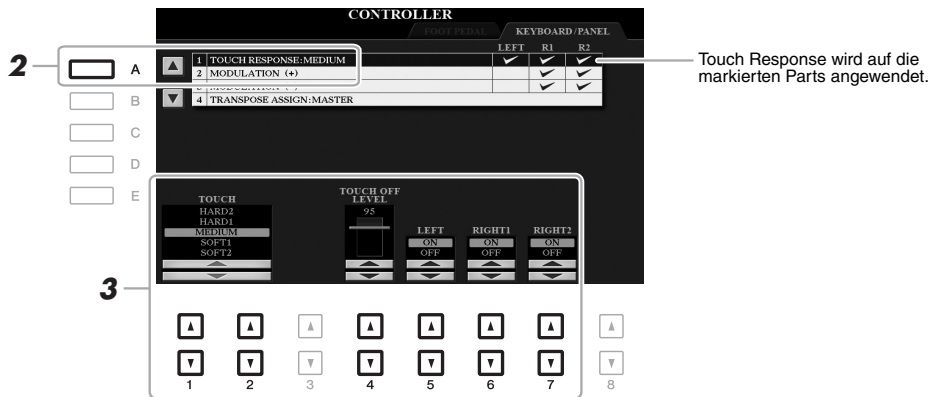 CONTROLLER
FOOT PEDAL
KEYBOARD/PANEL
LEFT R1 R2
1 TOUCH RESPONSE:MEDIUM
2 MODULATION (+)
3 MODULATION (-)
4 TRANSPOSE ASSIGN:MASTER
Touch Response wird auf die
markierten Parts angewendet.
2
A
B
C
D
E
TOUCH
HARD2
HARD1
MEDIUM
SOFT1
SOFT2
TOUCH OFF
LEVEL
95
LEFT RIGHT1 RIGHT2
ON ON ON
OFF OFF OFF
3
1 2 3 4 5 6 7 8